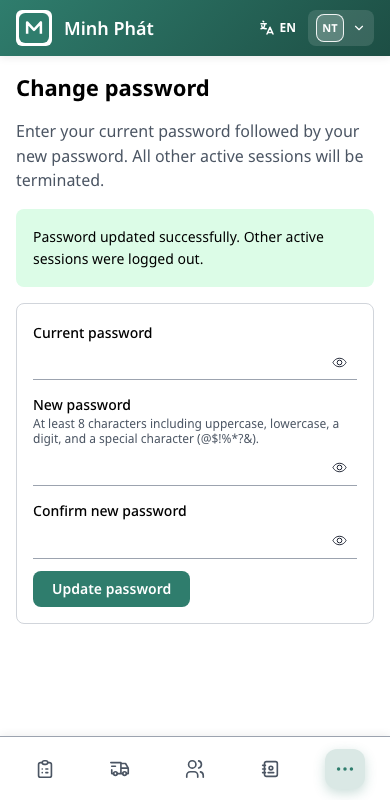 Minh Phát
EN
NT
Change password
Enter your current password followed by your
new password. All other active sessions will be
terminated.
Password updated successfully. Other active
sessions were logged out.
Current password
New password
At least 8 characters including uppercase, lowercase, a
digit, and a special character (@$!%*?&).
Confirm new password
Update password